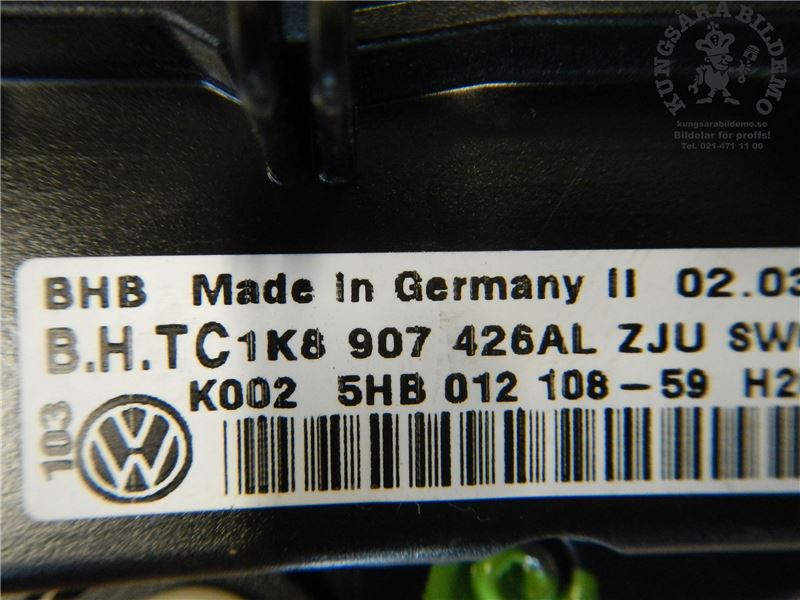 KUNGSÅRA BILDEMO
kungsarabildemo.se
Bildelar för proffs!
Tel. 021-471 11 00
BHB Made in Germany II 02.03
B.H.TC 1K8 907 426AL ZJU SW
K002 5HB 012 108-59 H2
103